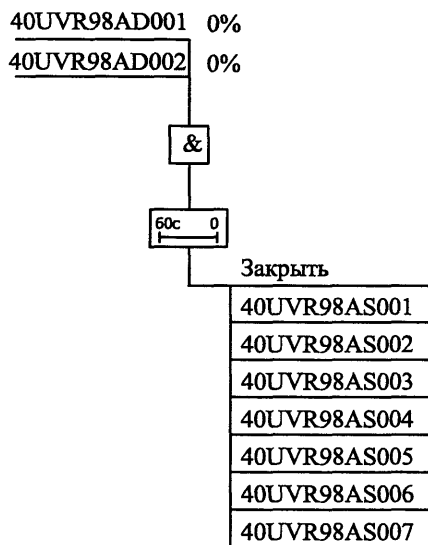 40UVR98AD001 0%
40UVR98AD002 0%
&
60с 0
Закрыть
40UVR98AS001
40UVR98AS002
40UVR98AS003
40UVR98AS004
40UVR98AS005
40UVR98AS006
40UVR98AS007